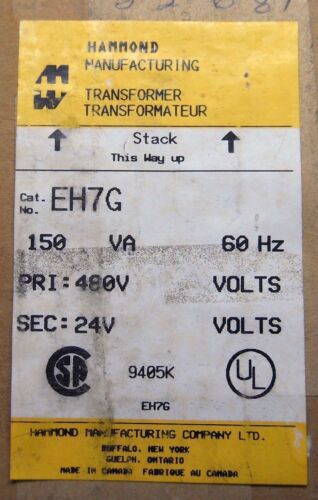 HAMMOND
MANUFACTURING
TRANSFORMER
TRANSFORMATEUR
Stack
This Way up
Cat. No. EH7G
150 VA 60 Hz
PRI: 480V VOLTS
SEC: 24V VOLTS
SA 9405K UL
EH7G
HAMMOND MANUFACTURING COMPANY LTD.
BUFFALO, NEW YORK
GUELPH, ONTARIO
MADE IN CANADA FABRIQUE AU CANADA